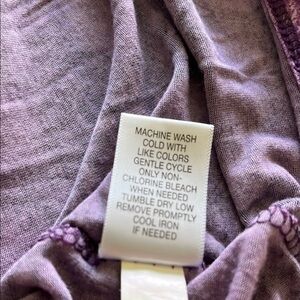 MACHINE WASH
COLD WITH
LIKE COLORS
GENTLE CYCLE
ONLY NON-
CHLORINE BLEACH
WHEN NEEDED
TUMBLE DRY LOW
REMOVE PROMPTLY
COOL IRON
IF NEEDED